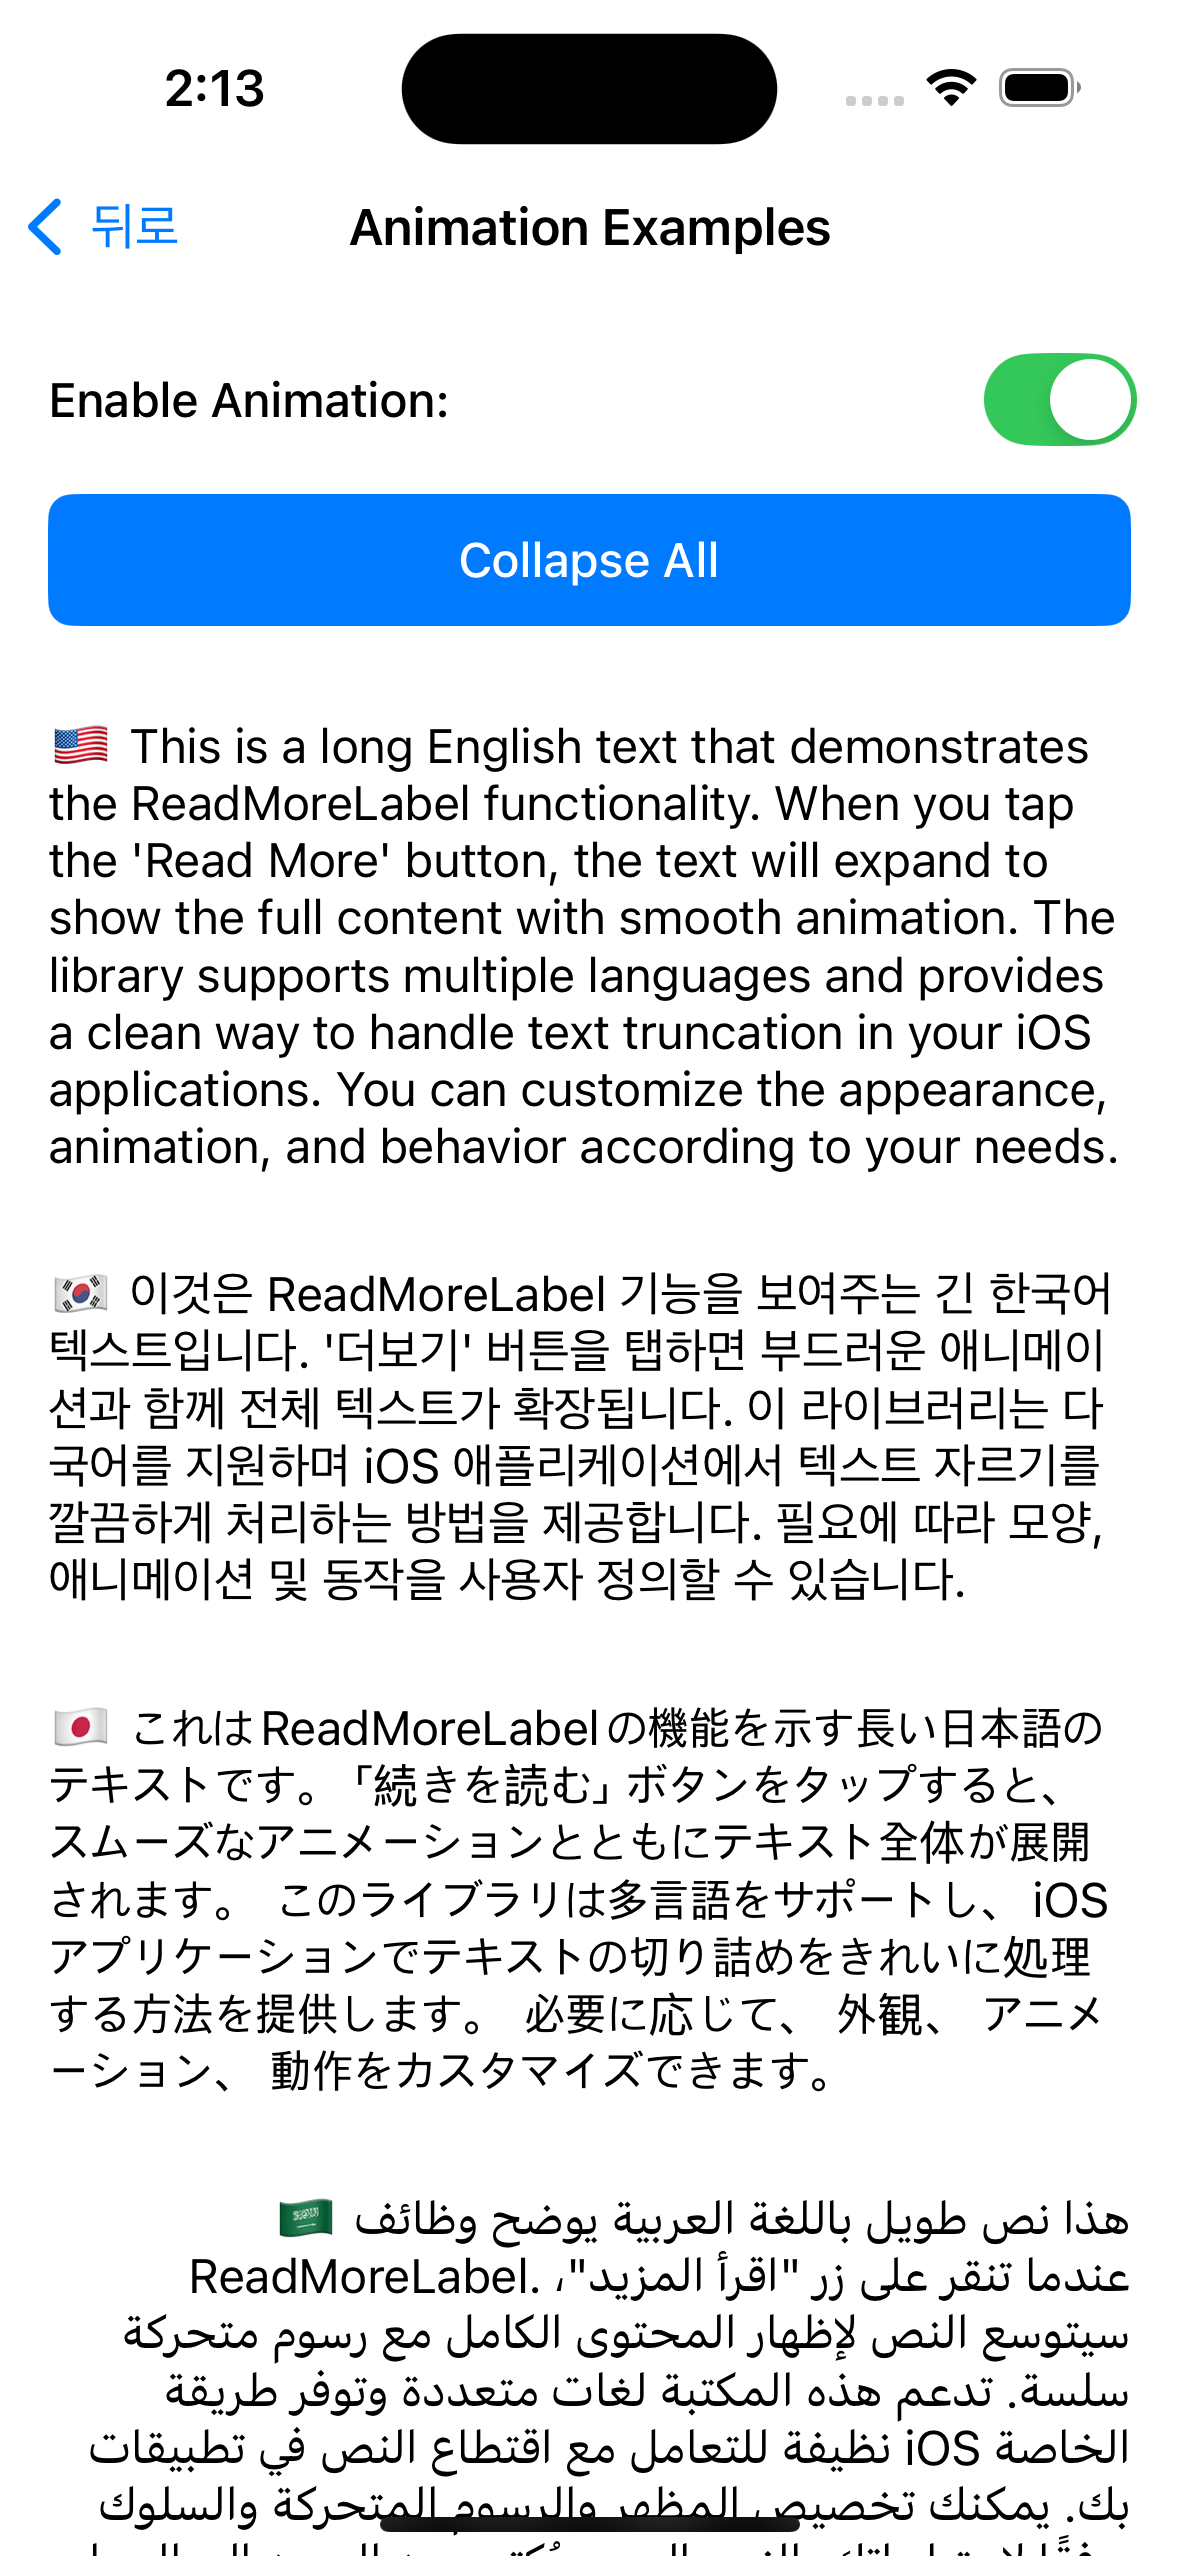 2:13
뒤로
Animation Examples
Enable Animation:
Collapse All
🇺🇸 This is a long English text that demonstrates
the ReadMoreLabel functionality. When you tap
the 'Read More' button, the text will expand to
show the full content with smooth animation. The
library supports multiple languages and provides
a clean way to handle text truncation in your iOS
applications. You can customize the appearance,
animation, and behavior according to your needs.
🇰🇷 이것은 ReadMoreLabel 기능을 보여주는 긴 한국어
텍스트입니다. '더보기' 버튼을 탭하면 부드러운 애니메이
션과 함께 전체 텍스트가 확장됩니다. 이 라이브러리는 다
국어를 지원하며 iOS 애플리케이션에서 텍스트 자르기를
깔끔하게 처리하는 방법을 제공합니다. 필요에 따라 모양,
애니메이션 및 동작을 사용자 정의할 수 있습니다.
🇯🇵 これはReadMoreLabelの機能を示す長い日本語の
テキストです。「続きを読む」ボタンをタップすると、
スムーズなアニメーションとともにテキスト全体が展開
されます。このライブラリは多言語をサポートし、iOS
アプリケーションでテキストの切り詰めをきれいに処理
する方法を提供します。必要に応じて、外観、アニメ
ーション、動作をカスタマイズできます。
🇸🇦 هذا نص طويل باللغة العربية يوضح وظائف
ReadMoreLabel. عندما تنقر على زر "اقرأ المزيد"،
سيتوسع النص لإظهار المحتوى الكامل مع رسوم متحركة
سلسة. تدعم هذه المكتبة لغات متعددة وتوفر طريقة
نظيفة للتعامل مع اقتطاع النص في تطبيقات iOS الخاصة
بك. يمكنك تخصيص المظهر والرسوم المتحركة والسلوك